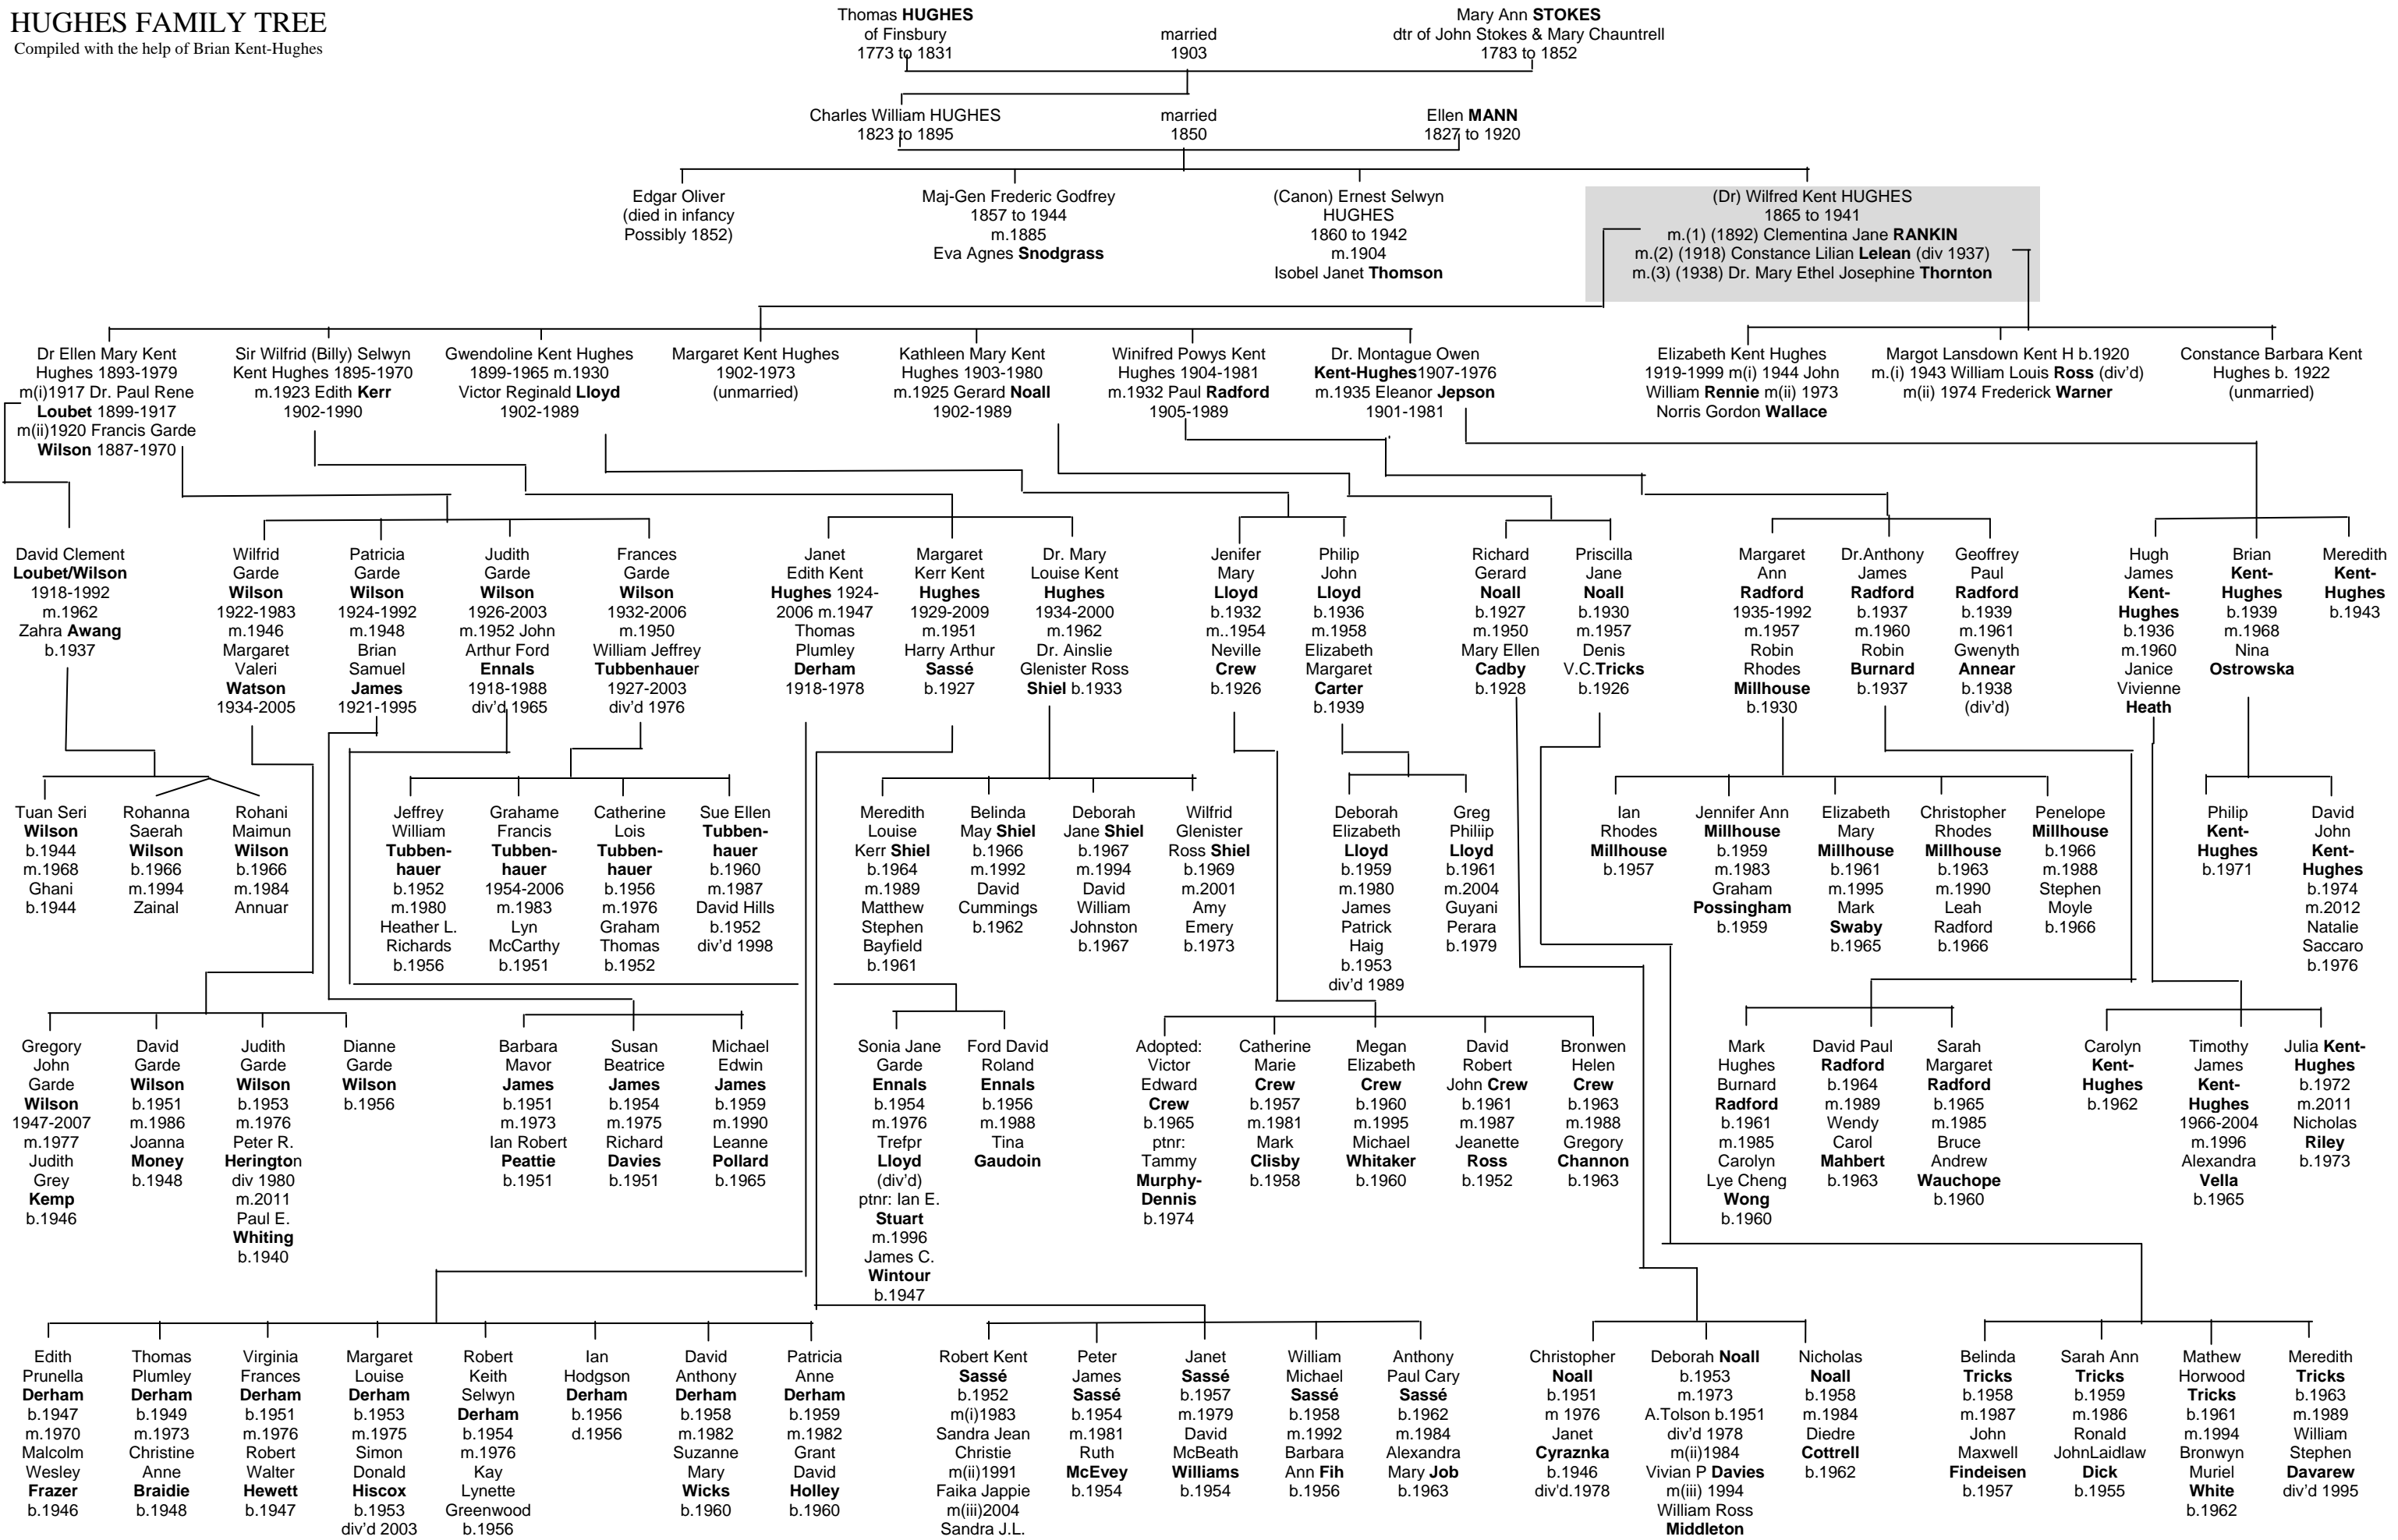 HUGHES FAMILY TREE
Compiled with the help of Brian Kent-Hughes
Thomas HUGHES
of Finsbury
1773 to 1831
married
1903
Mary Ann STOKES
dtr of John Stokes & Mary Chauntrell
1783 to 1852
Charles William HUGHES
1823 to 1895
married
1850
Ellen MANN
1827 to 1920
Edgar Oliver
(died in infancy
Possibly 1852)
Maj-Gen Frederic Godfrey
1857 to 1944
m.1885
Eva Agnes Snodgrass
(Canon) Ernest Selwyn
HUGHES
1860 to 1942
m.1904
Isobel Janet Thomson
(Dr) Wilfred Kent HUGHES
1865 to 1941
m.(1) (1892) Clementina Jane RANKIN
m.(2) (1918) Constance Lilian Lelean (div 1937)
m.(3) (1938) Dr. Mary Ethel Josephine Thornton
Dr Ellen Mary Kent
Hughes 1893-1979
m(i)1917 Dr. Paul Rene
Loubet 1899-1917
m(ii)1920 Francis Garde
Wilson 1887-1970
Sir Wilfrid (Billy) Selwyn
Kent Hughes 1895-1970
m.1923 Edith Kerr
1902-1990
Gwendoline Kent Hughes
1899-1965 m.1930
Victor Reginald Lloyd
1902-1989
Margaret Kent Hughes
1902-1973
(unmarried)
Kathleen Mary Kent
Hughes 1903-1980
m.1925 Gerard Noall
1902-1989
Winifred Powys Kent
Hughes 1904-1981
m.1932 Paul Radford
1905-1989
Dr. Montague Owen
Kent-Hughes1907-1976
m.1935 Eleanor Jepson
1901-1981
Elizabeth Kent Hughes
1919-1999 m(i) 1944 John
William Rennie m(ii) 1973
Norris Gordon Wallace
Margot Lansdown Kent H b.1920
m.(i) 1943 William Louis Ross (div'd)
m(ii) 1974 Frederick Warner
Constance Barbara Kent
Hughes b. 1922
(unmarried)
David Clement
Loubet/Wilson
1918-1992
m.1962
Zahra Awang
b.1937
Wilfrid
Garde
Wilson
1922-1983
m.1946
Margaret
Valeri
Watson
1934-2005
Patricia
Garde
Wilson
1924-1992
m.1948
Brian
Samuel
James
1921-1995
Judith
Garde
Wilson
1926-2003
m.1952 John
Arthur Ford
Ennals
1918-1988
div'd 1965
Frances
Garde
Wilson
1932-2006
m.1950
William Jeffrey
Tubbenhauer
1927-2003
div'd 1976
Janet
Edith Kent
Hughes 1924-
2006 m.1947
Thomas
Plumley
Derham
1918-1978
Margaret
Kerr Kent
Hughes
1929-2009
m.1951
Harry Arthur
Sassé
b.1927
Dr. Mary
Louise Kent
Hughes
1934-2000
m.1962
Dr. Ainslie
Glenister Ross
Shiel b.1933
Jenifer
Mary
Lloyd
b.1932
m..1954
Neville
Crew
b.1926
Philip
John
Lloyd
b.1936
m.1958
Elizabeth
Margaret
Carter
b.1939
Richard
Gerard
Noall
b.1927
m.1950
Mary Ellen
Cadby
b.1928
Priscilla
Jane
Noall
b.1930
m.1957
Denis
V.C.Tricks
b.1926
Margaret
Ann
Radford
1935-1992
m.1957
Robin
Rhodes
Millhouse
b.1930
Dr.Anthony
James
Radford
b.1937
m.1960
Robin
Burnard
b.1937
Geoffrey
Paul
Radford
b.1939
m.1961
Gwenyth
Annear
b.1938
(div'd)
Hugh
James
Kent-
Hughes
b.1936
m.1960
Janice
Vivienne
Heath
Brian
Kent-
Hughes
b.1939
m.1968
Nina
Ostrowska
Meredith
Kent-
Hughes
b.1943
Tuan Seri
Wilson
b.1944
m.1968
Ghani
b.1944
Rohanna
Saerah
Wilson
b.1966
m.1994
Zainal
Rohani
Maimun
Wilson
b.1966
m.1984
Annuar
Jeffrey
William
Tubben-
hauer
b.1952
m.1980
Heather L.
Richards
b.1956
Grahame
Francis
Tubben-
hauer
1954-2006
m.1983
Lyn
McCarthy
b.1951
Catherine
Lois
Tubben-
hauer
b.1956
m.1976
Graham
Thomas
b.1952
Sue Ellen
Tubben-
hauer
b.1960
m.1987
David Hills
b.1952
div'd 1998
Meredith
Louise
Kerr Shiel
b.1964
m.1989
Matthew
Stephen
Bayfield
b.1961
Belinda
May Shiel
b.1966
m.1992
David
Cummings
b.1962
Deborah
Jane Shiel
b.1967
m.1994
David
William
Johnston
b.1967
Wilfrid
Glenister
Ross Shiel
b.1969
m.2001
Amy
Emery
b.1973
Deborah
Elizabeth
Lloyd
b.1959
m.1980
James
Patrick
Haig
b.1953
div'd 1989
Greg
Philiip
Lloyd
b.1961
m.2004
Guyani
Perara
b.1979
Ian
Rhodes
Millhouse
b.1957
Jennifer Ann
Millhouse
b.1959
m.1983
Graham
Possingham
b.1959
Elizabeth
Mary
Millhouse
b.1961
m.1995
Mark
Swaby
b.1965
Christopher
Rhodes
Millhouse
b.1963
m.1990
Leah
Radford
b.1966
Penelope
Millhouse
b.1966
m.1988
Stephen
Moyle
b.1966
Philip
Kent-
Hughes
b.1971
David
John
Kent-
Hughes
b.1974
m.2012
Natalie
Saccaro
b.1976
Gregory
John
Garde
Wilson
1947-2007
m.1977
Judith
Grey
Kemp
b.1946
David
Garde
Wilson
b.1951
m.1986
Joanna
Money
b.1948
Judith
Garde
Wilson
b.1953
m.1976
Peter R.
Herington
div 1980
m.2011
Paul E.
Whiting
b.1940
Dianne
Garde
Wilson
b.1956
Barbara
Mavor
James
b.1951
m.1973
Ian Robert
Peattie
b.1951
Susan
Beatrice
James
b.1954
m.1975
Richard
Davies
b.1951
Michael
Edwin
James
b.1959
m.1990
Leanne
Pollard
b.1965
Sonia Jane
Garde
Ennals
b.1954
m.1976
Trefpr
Lloyd
(div'd)
ptnr: Ian E.
Stuart
m.1996
James C.
Wintour
b.1947
Ford David
Roland
Ennals
b.1956
m.1988
Tina
Gaudoin
Adopted:
Victor
Edward
Crew
b.1965
ptnr:
Tammy
Murphy-
Dennis
b.1974
Catherine
Marie
Crew
b.1957
m.1981
Mark
Clisby
b.1958
Megan
Elizabeth
Crew
b.1960
m.1995
Michael
Whitaker
b.1960
David
Robert
John Crew
b.1961
m.1987
Jeanette
Ross
b.1952
Bronwen
Helen
Crew
b.1963
m.1988
Gregory
Channon
b.1963
Mark
Hughes
Burnard
Radford
b.1961
m.1985
Carolyn
Lye Cheng
Wong
b.1960
David Paul
Radford
b.1964
m.1989
Wendy
Carol
Mahbert
b.1963
Sarah
Margaret
Radford
b.1965
m.1985
Bruce
Andrew
Wauchope
b.1960
Carolyn
Kent-
Hughes
b.1962
Timothy
James
Kent-
Hughes
1966-2004
m.1996
Alexandra
Vella
b.1965
Julia Kent-
Hughes
b.1972
m.2011
Nicholas
Riley
b.1973
Edith
Prunella
Derham
b.1947
m.1970
Malcolm
Wesley
Frazer
b.1946
Thomas
Plumley
Derham
b.1949
m.1973
Christine
Anne
Braidie
b.1948
Virginia
Frances
Derham
b.1951
m.1976
Robert
Walter
Hewett
b.1947
Margaret
Louise
Derham
b.1953
m.1975
Simon
Donald
Hiscox
b.1953
div'd 2003
Robert
Keith
Selwyn
Derham
b.1954
m.1976
Kay
Lynette
Greenwood
b.1956
Ian
Hodgson
Derham
b.1956
d.1956
David
Anthony
Derham
b.1958
m.1982
Suzanne
Mary
Wicks
b.1960
Patricia
Anne
Derham
b.1959
m.1982
Grant
David
Holley
b.1960
Robert Kent
Sassé
b.1952
m(i)1983
Sandra Jean
Christie
m(ii)1991
Faika Jappie
m(iii)2004
Sandra J.L.
Peter
James
Sassé
b.1954
m.1981
Ruth
McEvey
b.1954
Janet
Sassé
b.1957
m.1979
David
McBeath
Williams
b.1954
William
Michael
Sassé
b.1958
m.1992
Barbara
Ann Fih
b.1956
Anthony
Paul Cary
Sassé
b.1962
m.1984
Alexandra
Mary Job
b.1963
Christopher
Noall
b.1951
m 1976
Janet
Cyraznka
b.1946
div'd.1978
Deborah Noall
b.1953
m.1973
A.Tolson b.1951
div'd 1978
m(ii)1984
Vivian P Davies
m(iii) 1994
William Ross
Middleton
Nicholas
Noall
b.1958
m.1984
Diedre
Cottrell
b.1962
Belinda
Tricks
b.1958
m.1987
John
Maxwell
Findeisen
b.1957
Sarah Ann
Tricks
b.1959
m.1986
Ronald
JohnLaidlaw
Dick
b.1955
Mathew
Horwood
Tricks
b.1961
m.1994
Bronwyn
Muriel
White
b.1962
Meredith
Tricks
b.1963
m.1989
William
Stephen
Davarew
div'd 1995